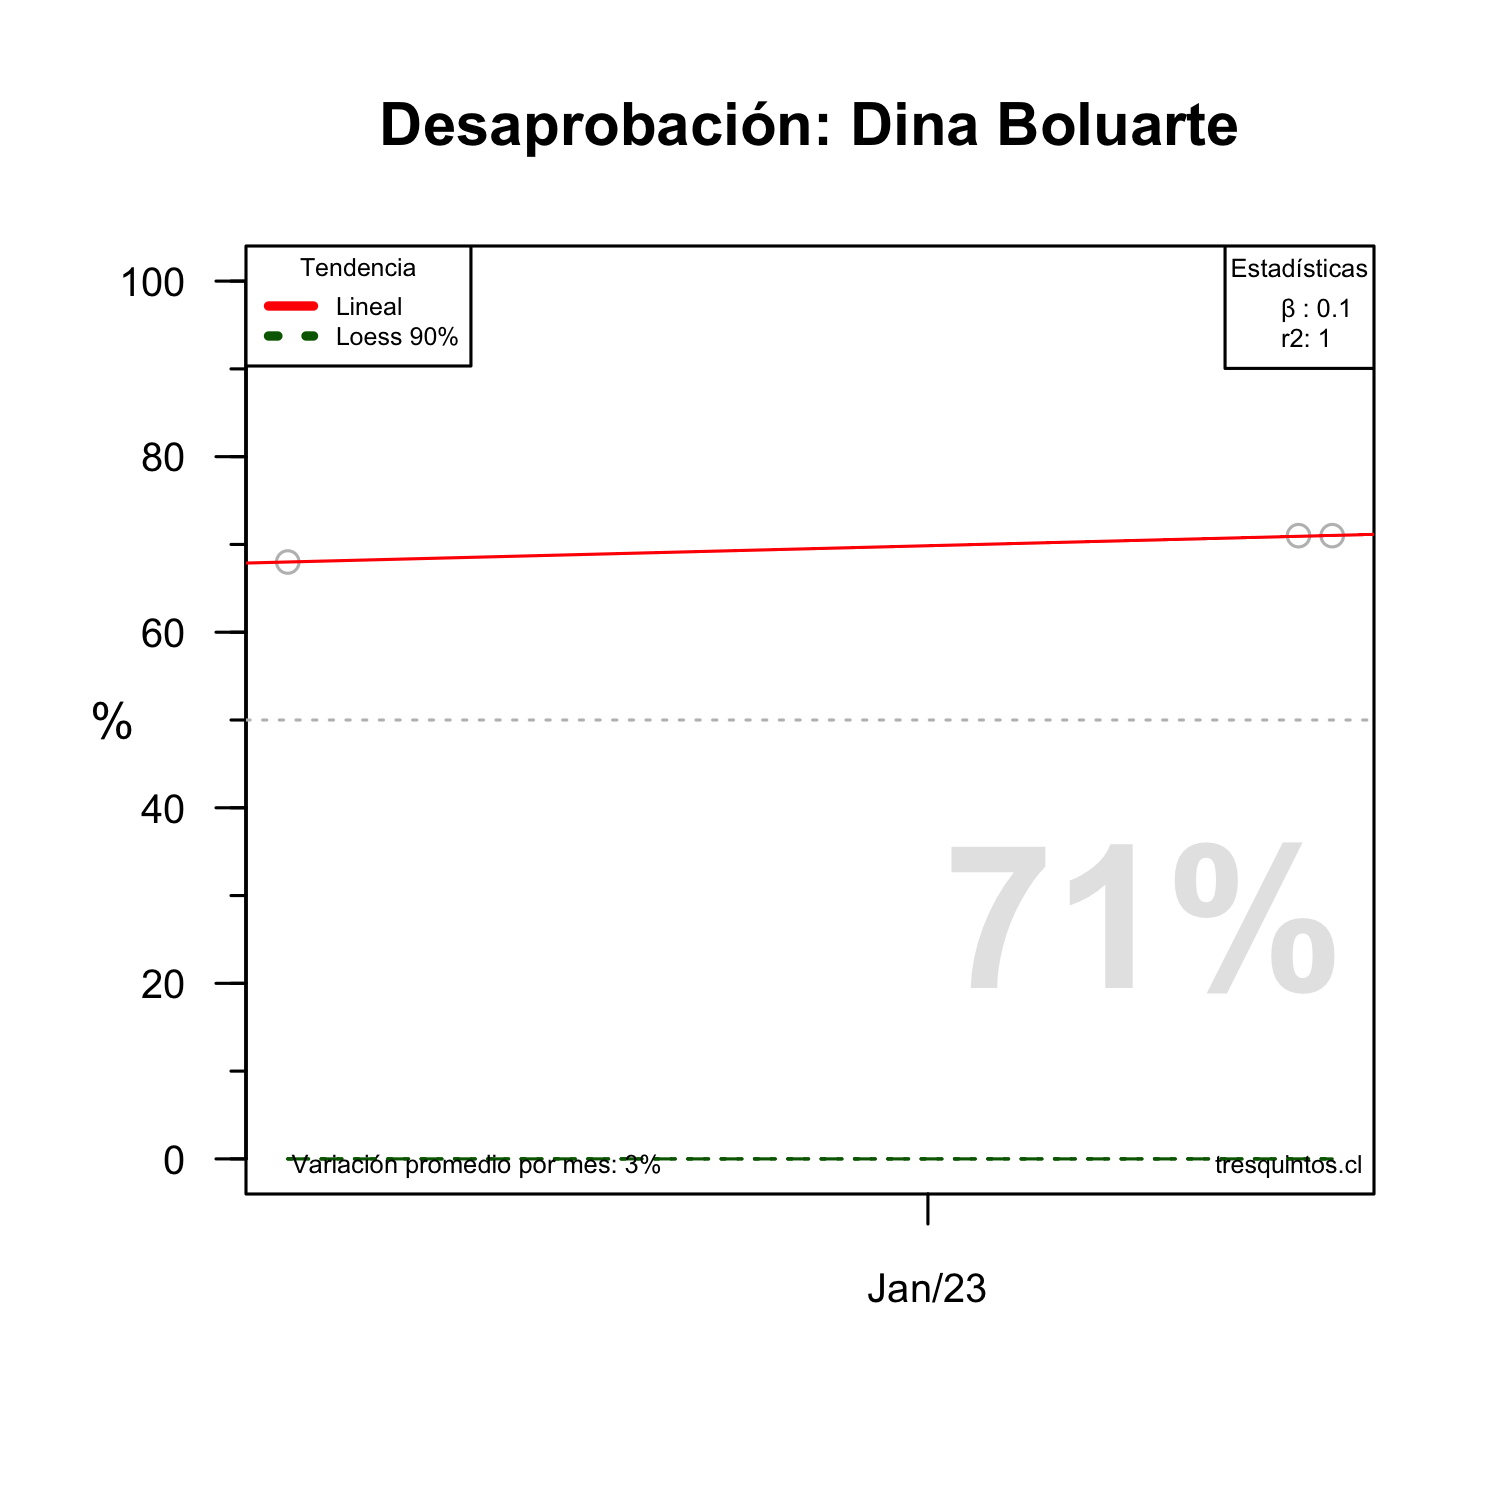 Desaprobación: Dina Boluarte
Tendencia
Lineal
Loess 90%
Estadísticas
β : 0.1
r2: 1
100
80
60
40
20
0
%
71%
Variación promedio por mes: 3%
tresquintos.cl
Jan/23